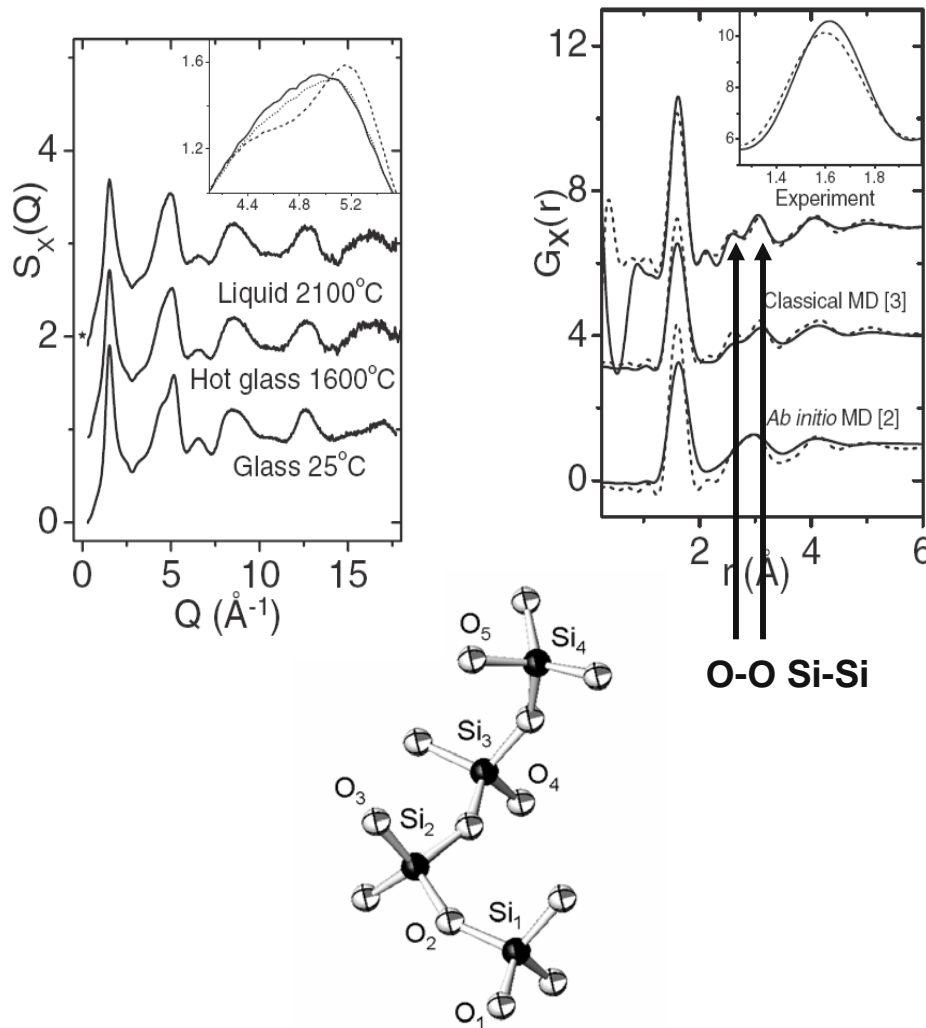 S_X(Q)
4
2
0
*
1.6
1.4
1.2
4.4 4.8 5.2
Liquid 2100°C
Hot glass 1600°C
Glass 25°C
0 5 10 15
Q (Å⁻¹)
G_X(r)
12
8
4
0
10
8
6
1.4 1.6 1.8
Experiment
Classical MD [3]
Ab initio MD [2]
2 4 6
r (Å)
O-O Si-Si
O₅
Si₄
Si₃
O₄
O₃
Si₂
Si₁
O₂
O₁